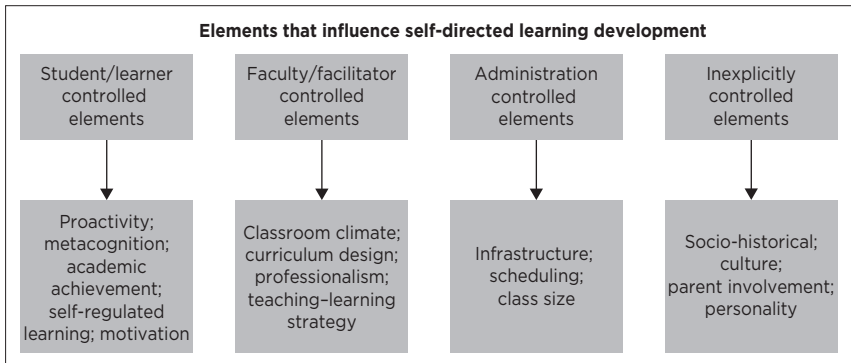 Elements that influence self-directed learning development
Student/learner
controlled
elements
Faculty/facilitator
controlled
elements
Administration
controlled
elements
Inexplicitly
controlled
elements
Proactivity;
metacognition;
academic
achievement;
self-regulated
learning; motivation
Classroom climate;
curriculum design;
professionalism;
teaching–learning
strategy
Infrastructure;
scheduling;
class size
Socio-historical;
culture;
parent involvement;
personality